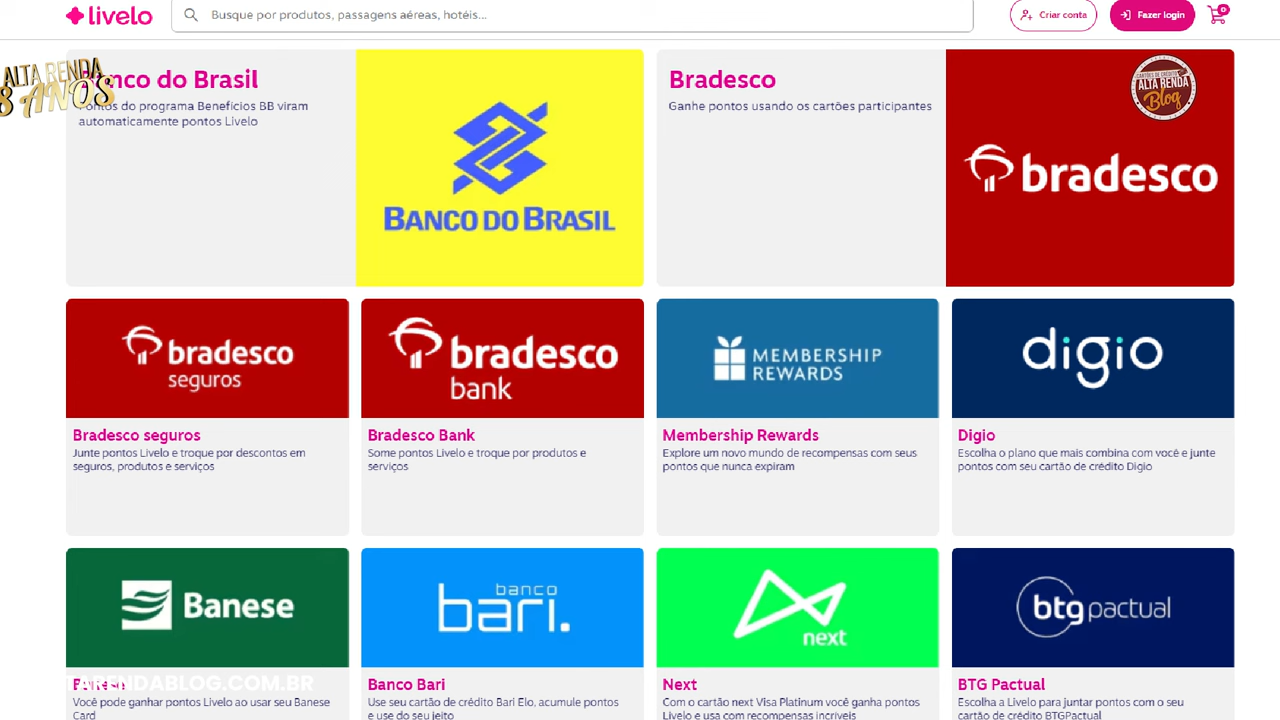 livelo
Busque por produtos, passagens aéreas, hotéis...
Criar conta
Fazer login
0
ALTA RENDA
8 ANOS
Banco do Brasil
Pontos do programa Benefícios BB viram
automaticamente pontos Livelo
BANCO DO BRASIL
Bradesco
Ganhe pontos usando os cartões participantes
CARTÕES DE CRÉDITO
ALTA RENDA
Blog
bradesco
bradesco
seguros
Bradesco seguros
Junte pontos Livelo e troque por descontos em
seguros, produtos e serviços
bradesco
bank
Bradesco Bank
Some pontos Livelo e troque por produtos e
serviços
MEMBERSHIP
REWARDS
Membership Rewards
Explore um novo mundo de recompensas com seus
pontos que nunca expiram
digio
Digio
Escolha o plano que mais combina com você e junte
pontos com seu cartão de crédito Digio
Banese
Banese
TARENDABLOG.COM.BR
Você pode ganhar pontos Livelo ao usar seu Banese
Card
banco
bari.
Banco Bari
Use seu cartão de crédito Bari Elo, acumule pontos
e use do seu jeito
next
Next
Com o cartão next Visa Platinum você ganha pontos
Livelo e usa com recompensas incríveis
btg pactual
BTG Pactual
Escolha a Livelo para juntar pontos com o seu
cartão de crédito BTGPactual